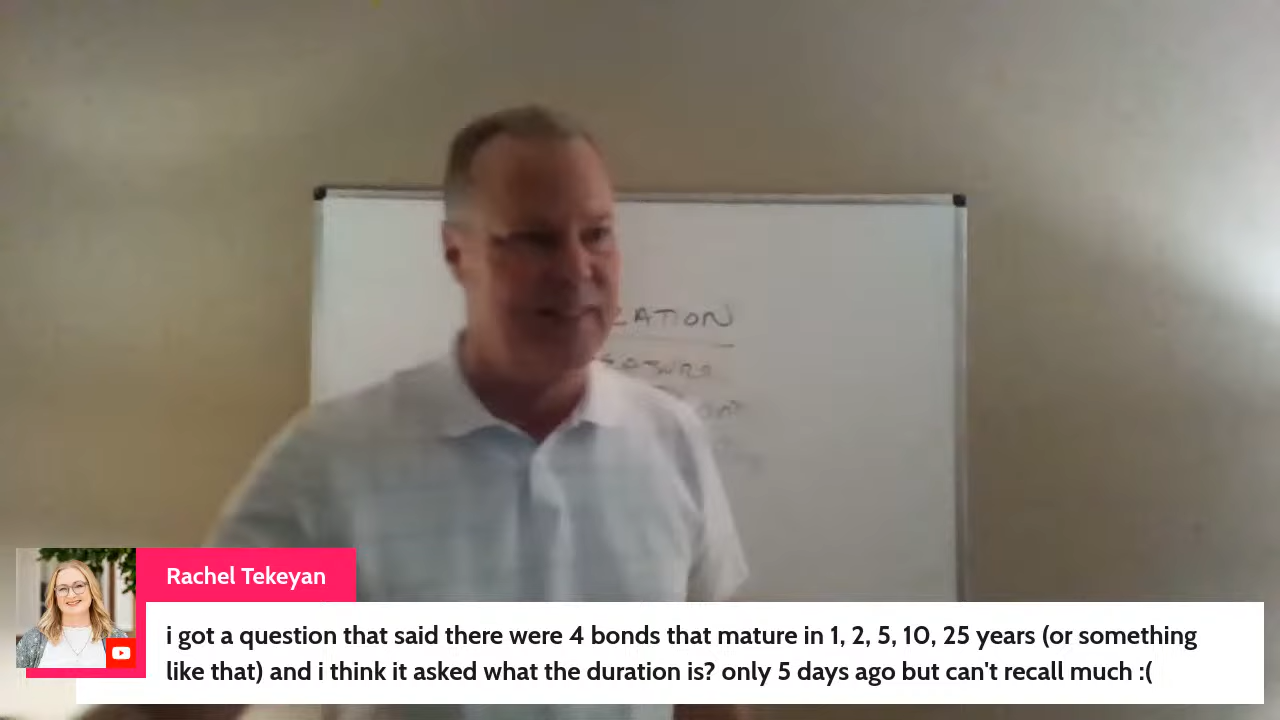 ZATION
Rachel Tekeyan
i got a question that said there were 4 bonds that mature in 1, 2, 5, 10, 25 years (or something
like that) and i think it asked what the duration is? only 5 days ago but can't recall much :(